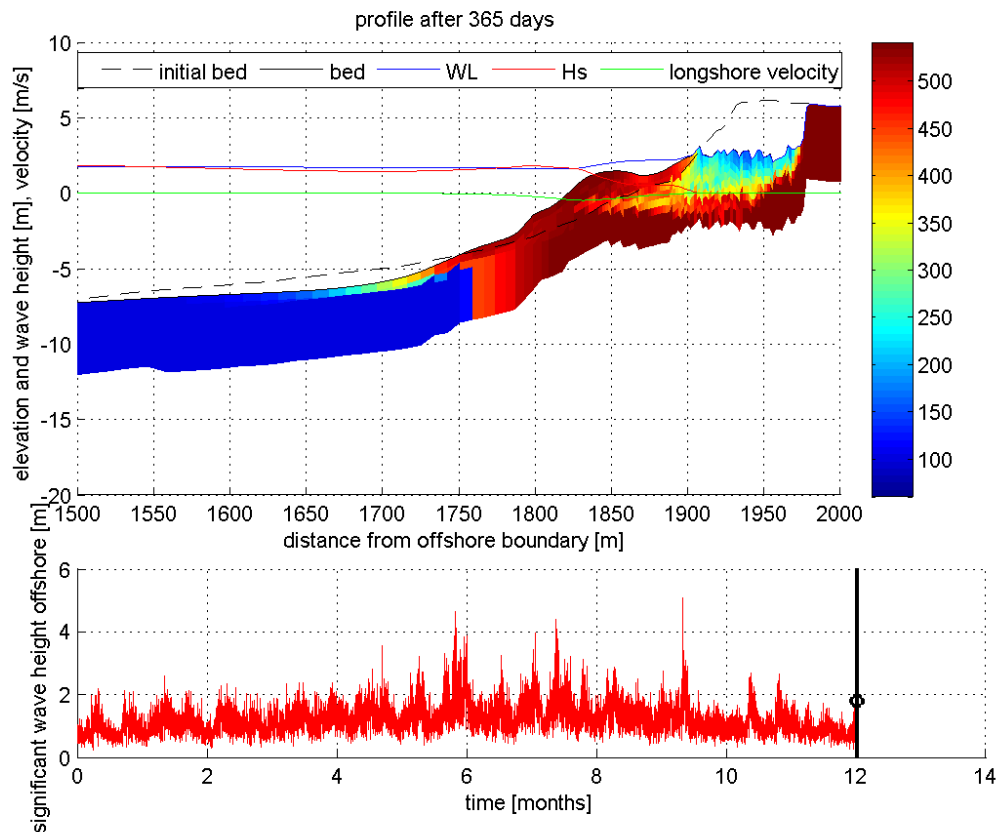 profile after 365 days
elevation and wave height [m], velocity [m/s]
10
5
0
-5
-10
-15
-20
initial bed bed WL Hs longshore velocity
1500 1550 1600 1650 1700 1750 1800 1850 1900 1950 2000
distance from offshore boundary [m]
500
450
400
350
300
250
200
150
100
significant wave height offshore [m]
6
4
2
0
0 2 4 6 8 10 12 14
time [months]